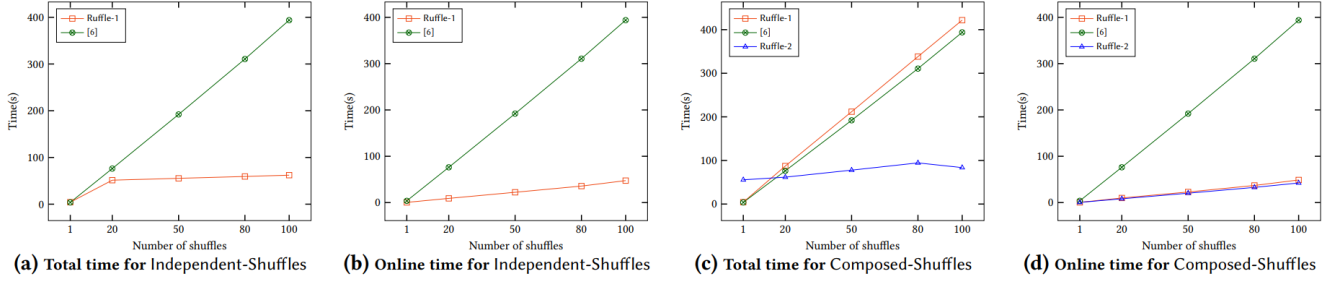 Ruffle-1
[6]
400
300
200
100
0
Time(s)
1 20 50 80 100
Number of shuffles
(a) Total time for Independent-Shuffles
Ruffle-1
[6]
400
300
200
100
0
Time(s)
1 20 50 80 100
Number of shuffles
(b) Online time for Independent-Shuffles
Ruffle-1
[6]
Ruffle-2
400
300
200
100
0
Time(s)
1 20 50 80 100
Number of shuffles
(c) Total time for Composed-Shuffles
Ruffle-1
[6]
Ruffle-2
400
300
200
100
0
Time(s)
1 20 50 80 100
Number of shuffles
(d) Online time for Composed-Shuffles